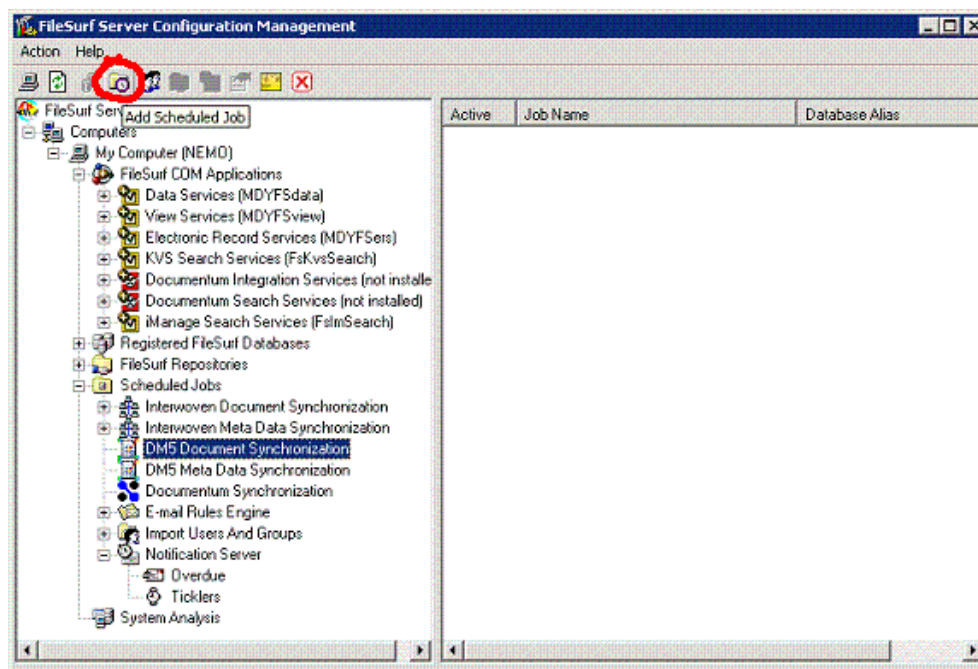 FileSurf Server Configuration Management
Action Help
FileSurf Ser
Add Scheduled Job
Computers
My Computer (NEMO)
FileSurf COM Applications
Data Services (MDYFSdata)
View Services (MDYFSview)
Electronic Record Services (MDYFSers)
KVS Search Services (FsKvsSearch)
Documentum Integration Services (not installe
Documentum Search Services (not installed)
iManage Search Services (FsImSearch)
Registered FileSurf Databases
FileSurf Repositories
Scheduled Jobs
Interwoven Document Synchronization
Interwoven Meta Data Synchronization
DM5 Document Synchronization
DM5 Meta Data Synchronization
Documentum Synchronization
E-mail Rules Engine
Import Users And Groups
Notification Server
Overdue
Ticklers
System Analysis
Active Job Name Database Alias